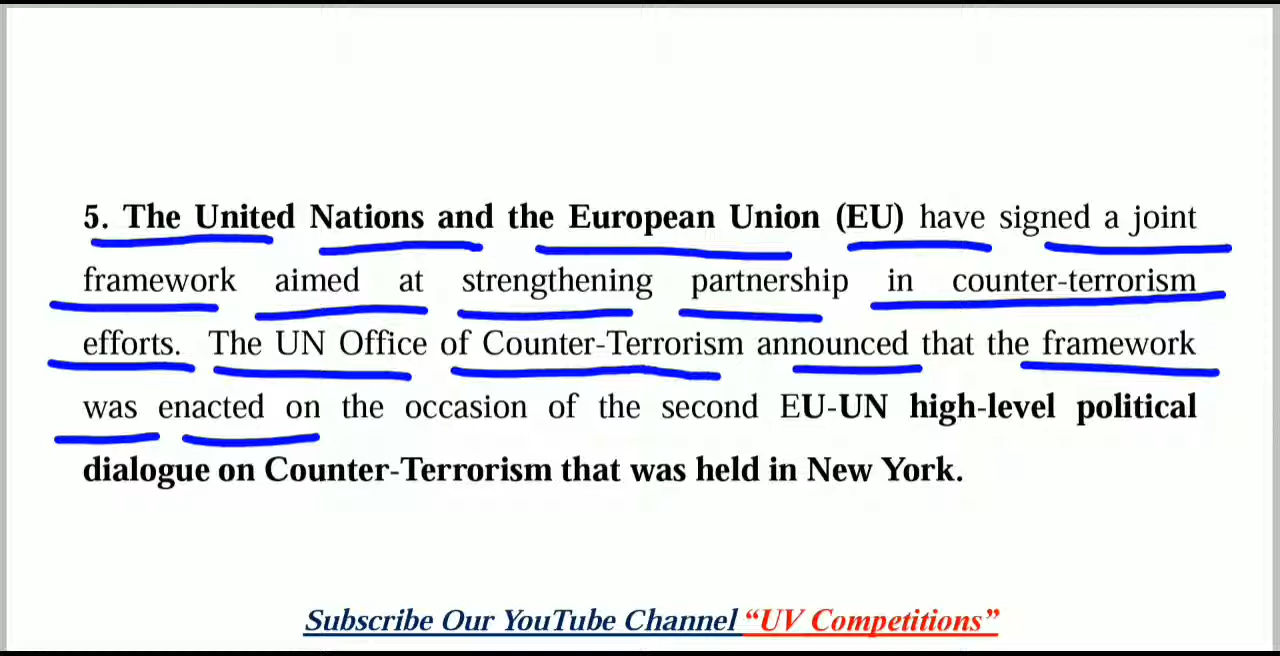 5. The United Nations and the European Union (EU) have signed a joint
framework aimed at strengthening partnership in counter-terrorism
efforts. The UN Office of Counter-Terrorism announced that the framework
was enacted on the occasion of the second EU-UN high-level political
dialogue on Counter-Terrorism that was held in New York.
Subscribe Our YouTube Channel “UV Competitions”